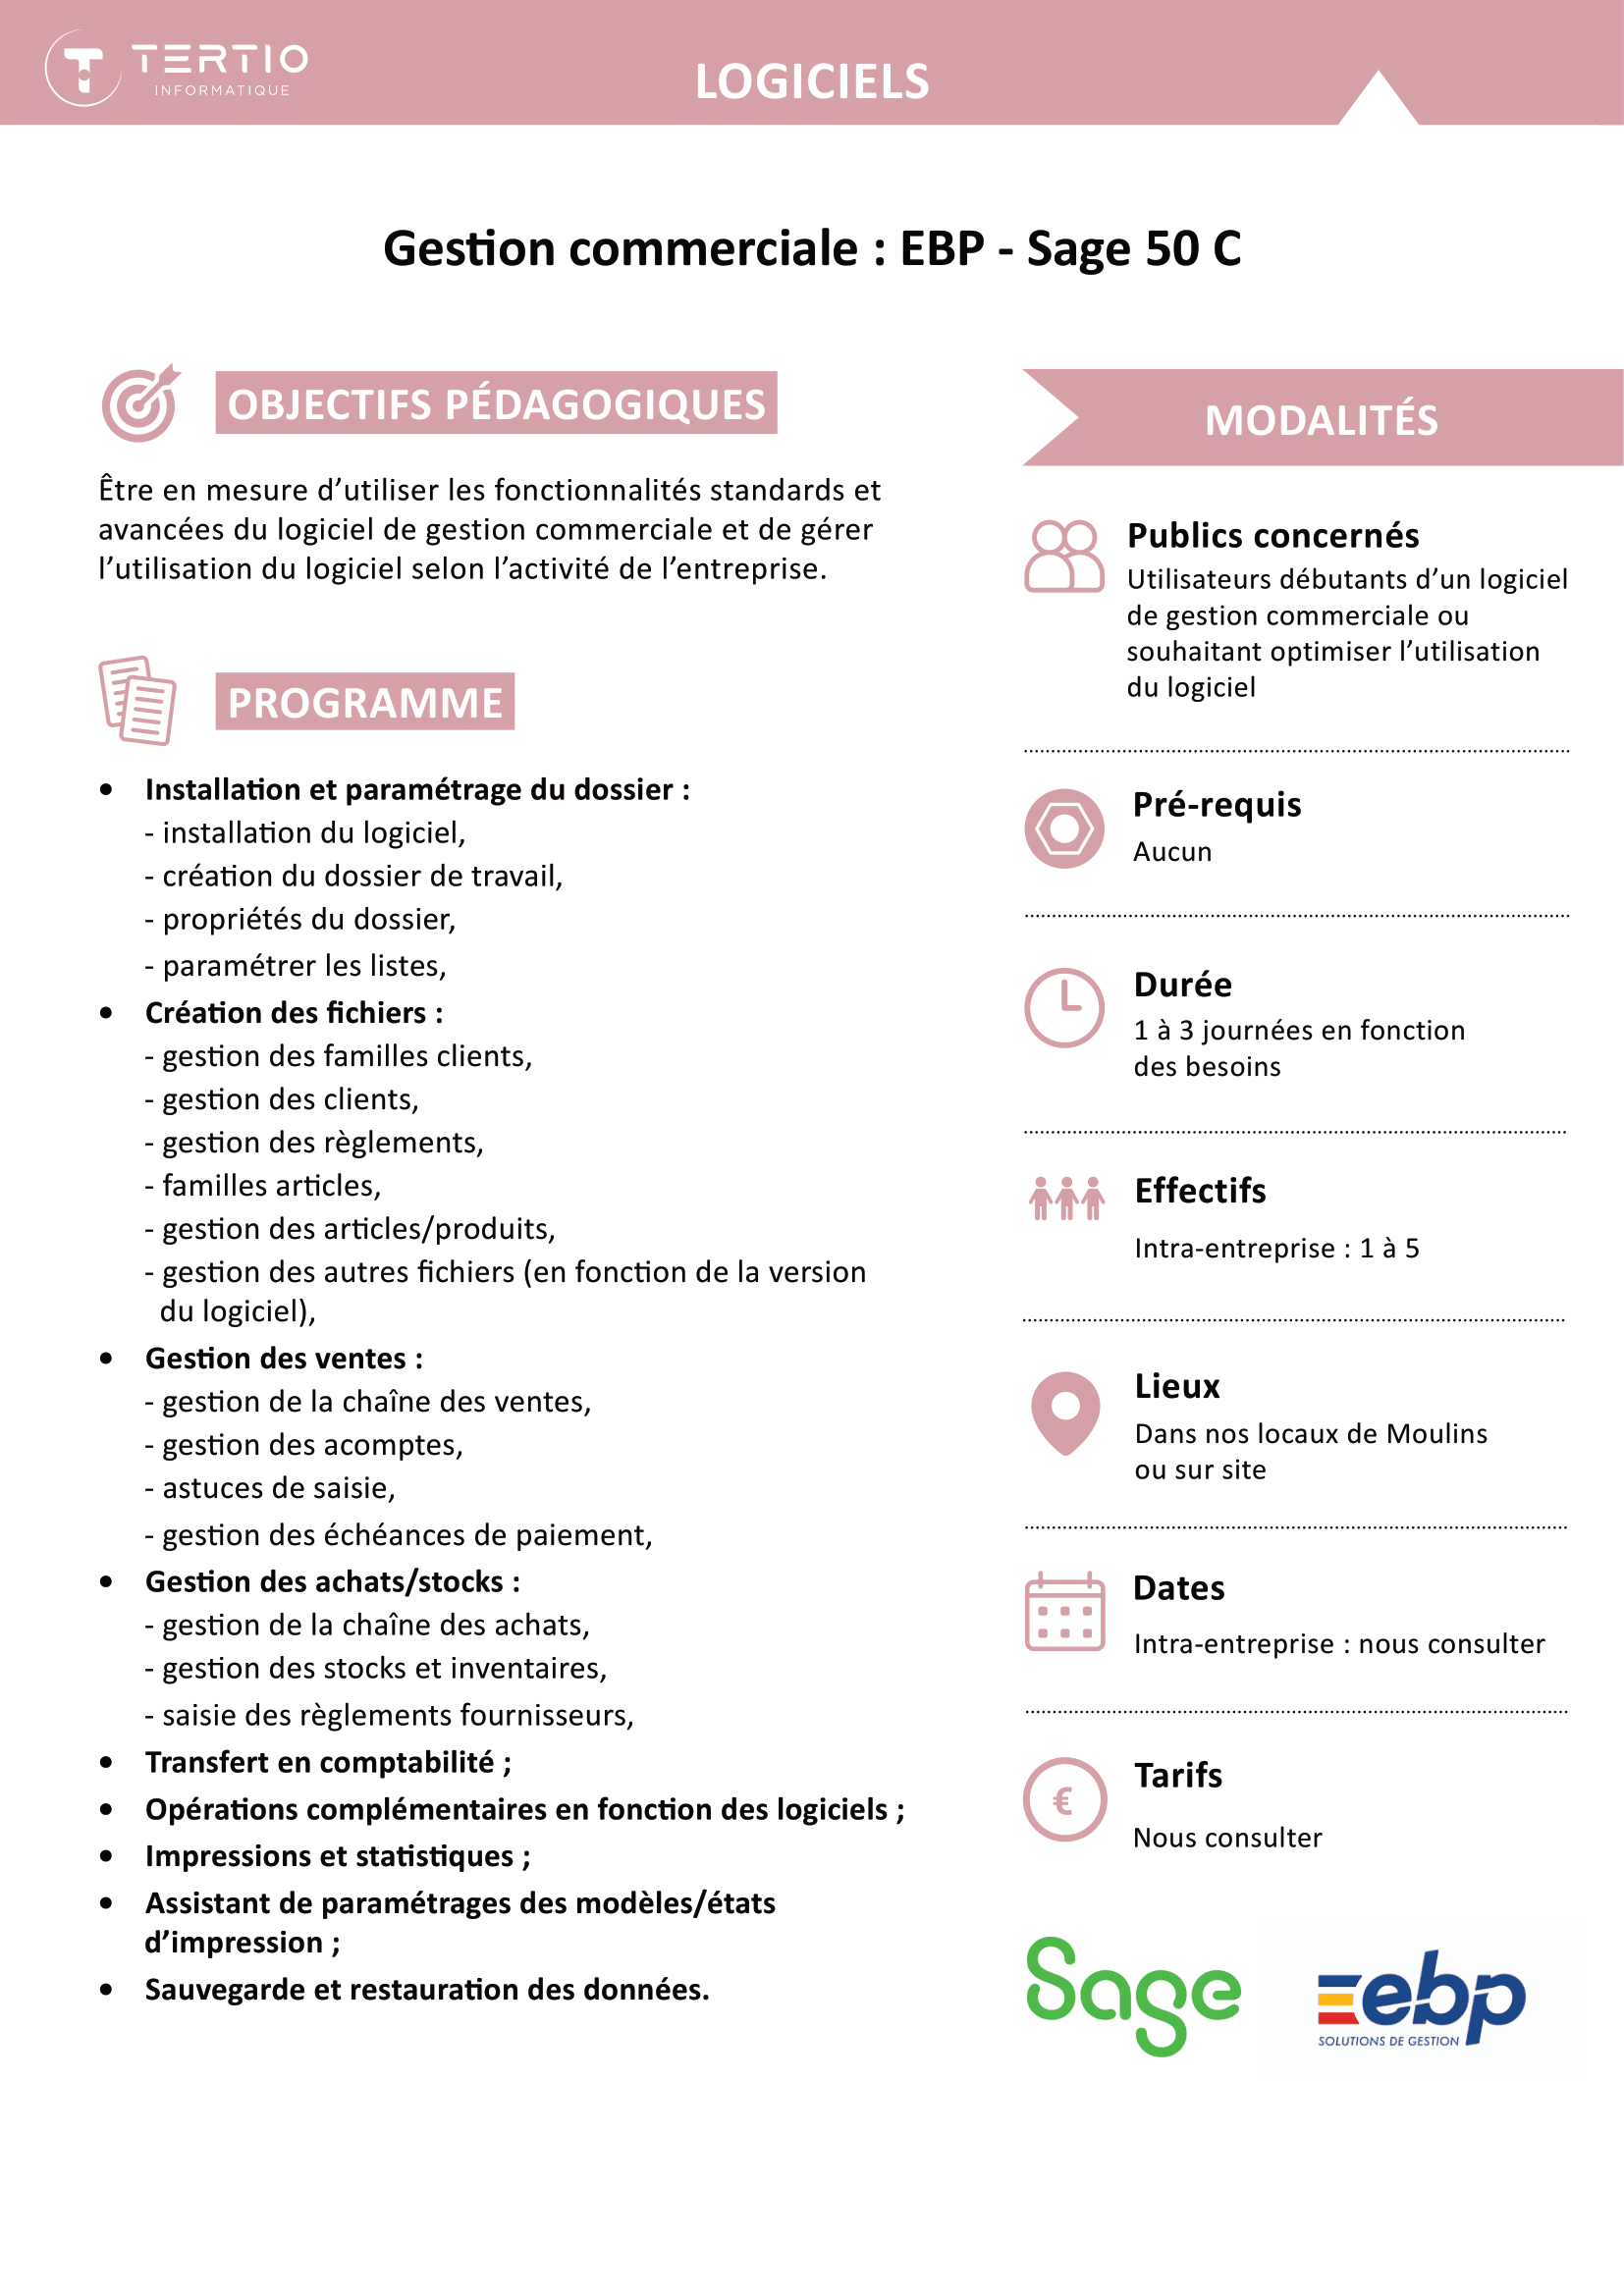 TERTIO
INFORMATIQUE
LOGICIELS
Gestion commerciale : EBP - Sage 50 C
OBJECTIFS PÉDAGOGIQUES
Être en mesure d’utiliser les fonctionnalités standards et
avancées du logiciel de gestion commerciale et de gérer
l’utilisation du logiciel selon l’activité de l’entreprise.
PROGRAMME
• Installation et paramétrage du dossier :
- installation du logiciel,
- création du dossier de travail,
- propriétés du dossier,
- paramétrer les listes,
• Création des fichiers :
- gestion des familles clients,
- gestion des clients,
- gestion des règlements,
- familles articles,
- gestion des articles/produits,
- gestion des autres fichiers (en fonction de la version
du logiciel),
• Gestion des ventes :
- gestion de la chaîne des ventes,
- gestion des acomptes,
- astuces de saisie,
- gestion des échéances de paiement,
• Gestion des achats/stocks :
- gestion de la chaîne des achats,
- gestion des stocks et inventaires,
- saisie des règlements fournisseurs,
• Transfert en comptabilité ;
• Opérations complémentaires en fonction des logiciels ;
• Impressions et statistiques ;
• Assistant de paramétrages des modèles/états
d’impression ;
• Sauvegarde et restauration des données.
MODALITÉS
Publics concernés
Utilisateurs débutants d’un logiciel
de gestion commerciale ou
souhaitant optimiser l’utilisation
du logiciel
Pré-requis
Aucun
Durée
1 à 3 journées en fonction
des besoins
Effectifs
Intra-entreprise : 1 à 5
Lieux
Dans nos locaux de Moulins
ou sur site
Dates
Intra-entreprise : nous consulter
€
Tarifs
Nous consulter
Sage
ebp
SOLUTIONS DE GESTION